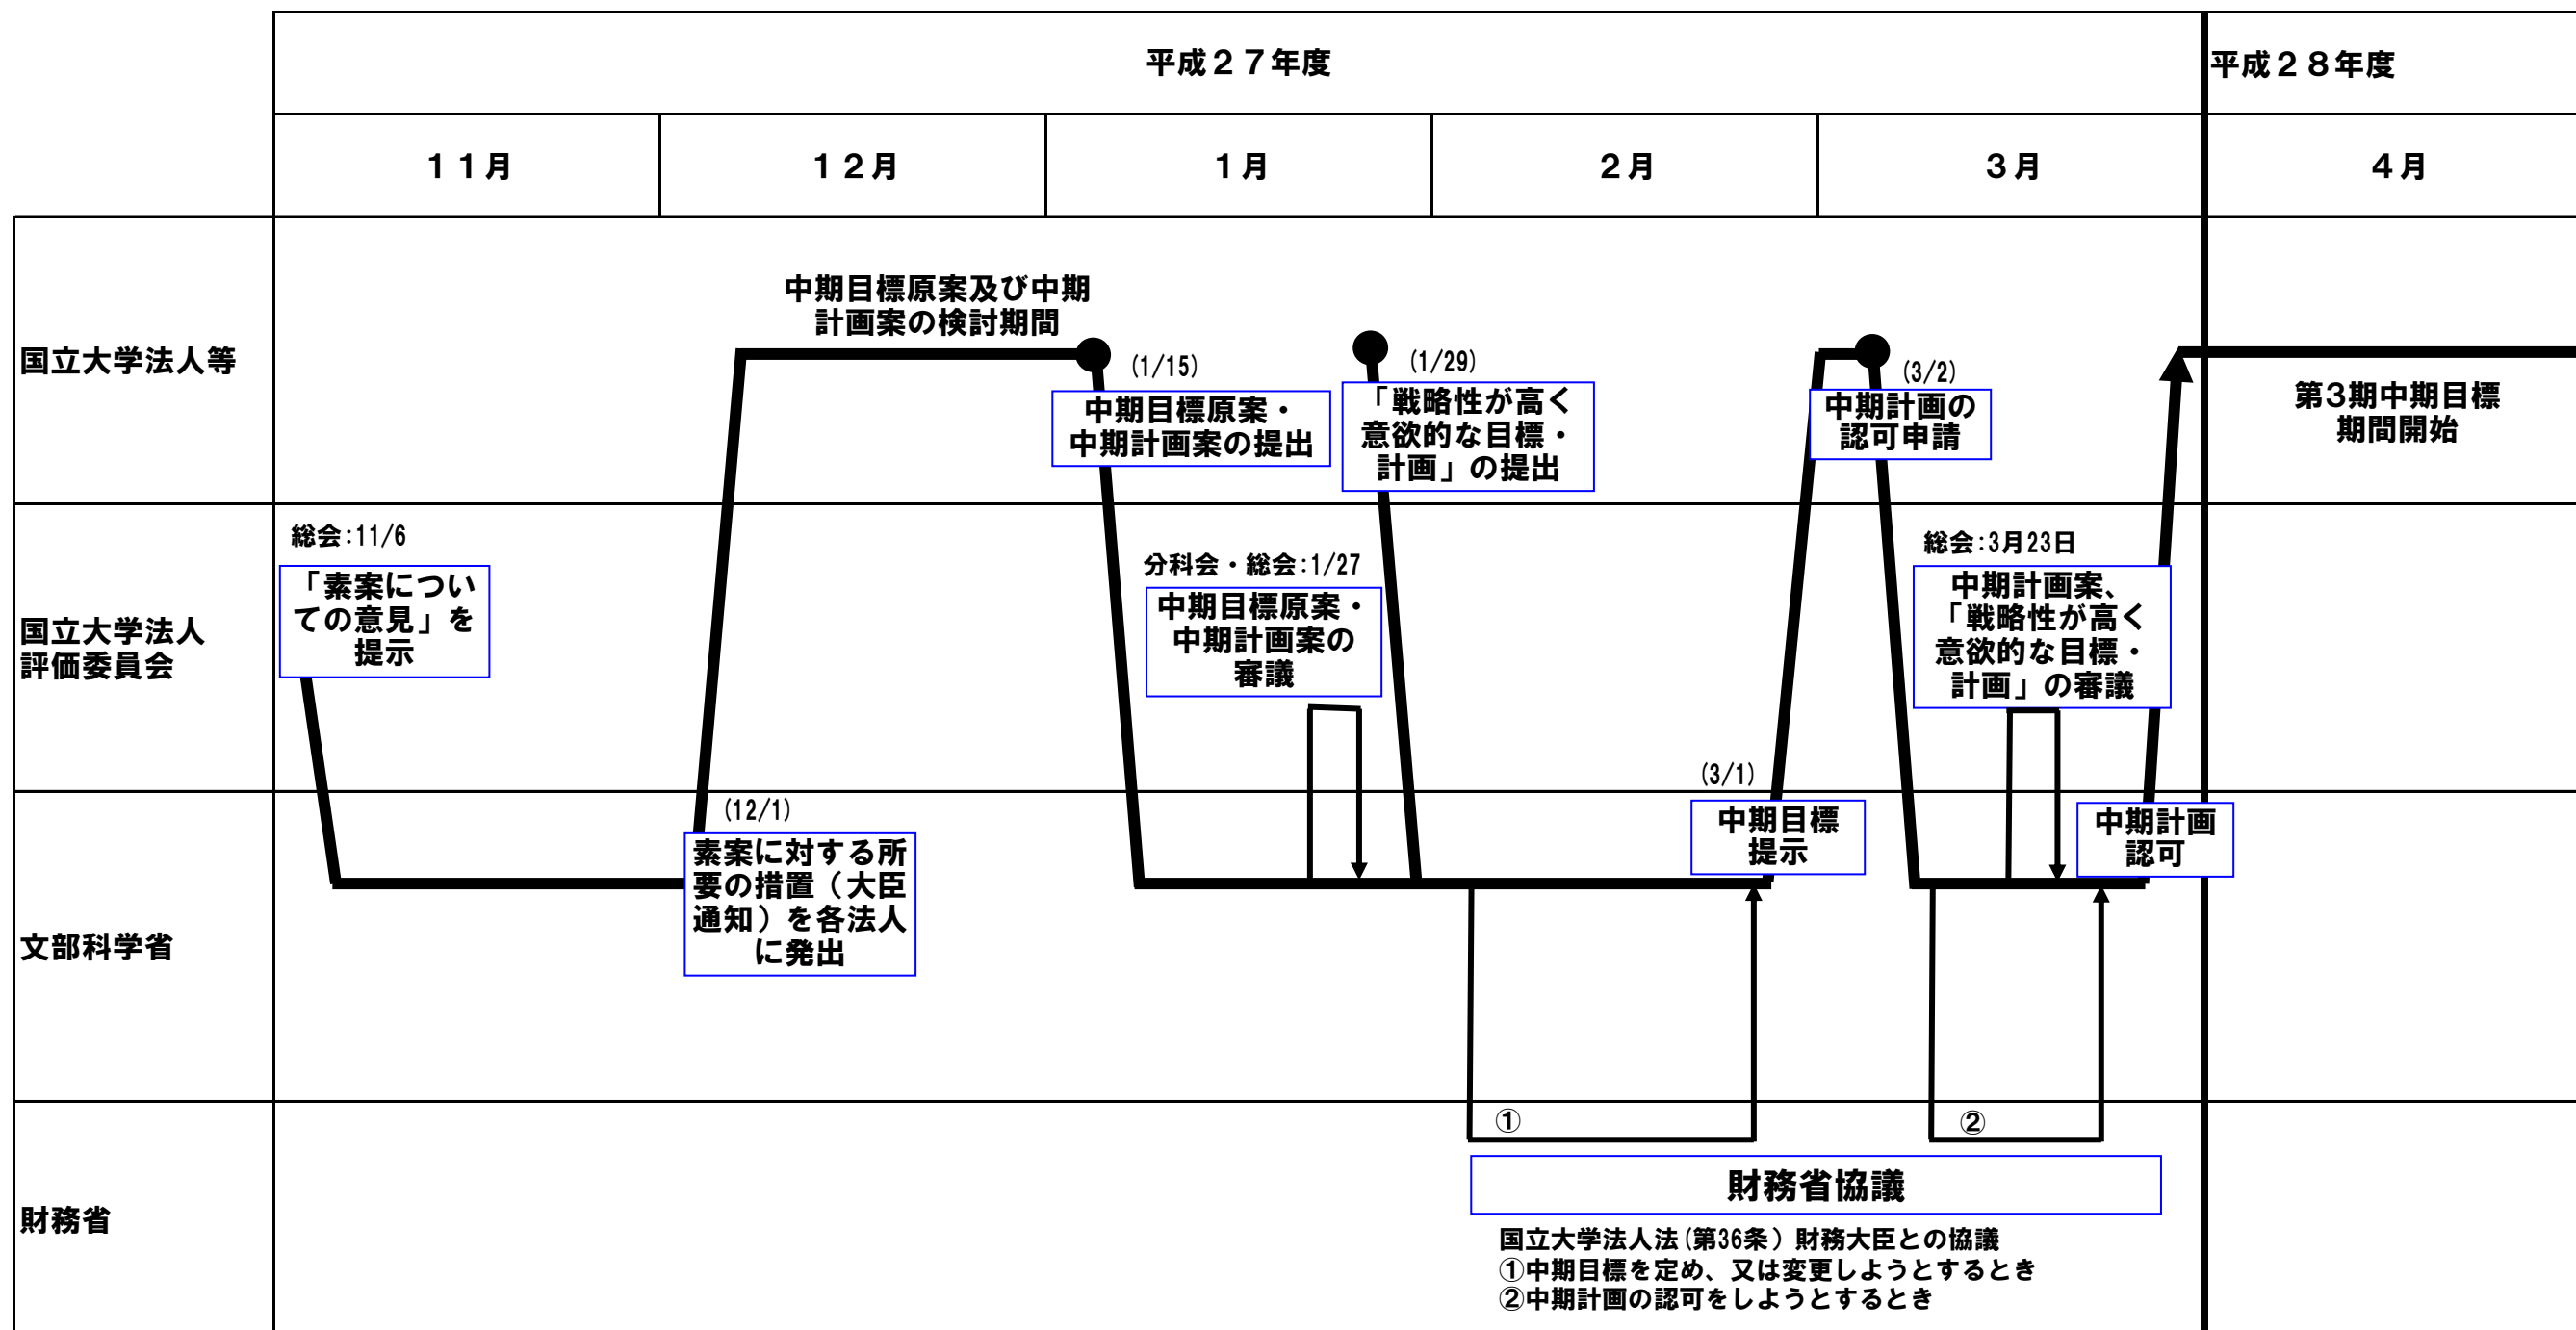 平成２７年度
平成２８年度
１１月
１２月
１月
２月
３月
４月
国立大学法人等
中期目標原案及び中期
計画案の検討期間
(1/15)
中期目標原案・
中期計画案の提出
(1/29)
「戦略性が高く
意欲的な目標・
計画」の提出
(3/2)
中期計画の
認可申請
第3期中期目標
期間開始
国立大学法人
評価委員会
総会:11/6
「素案につい
ての意見」を
提示
分科会・総会:1/27
中期目標原案・
中期計画案の
審議
総会:3月23日
中期計画案、
「戦略性が高く
意欲的な目標・
計画」の審議
文部科学省
(12/1)
素案に対する所
要の措置（大臣
通知）を各法人
に発出
(3/1)
中期目標
提示
中期計画
認可
財務省
①
②
財務省協議
国立大学法人法(第36条）財務大臣との協議
①中期目標を定め、又は変更しようとするとき
②中期計画の認可をしようとするとき